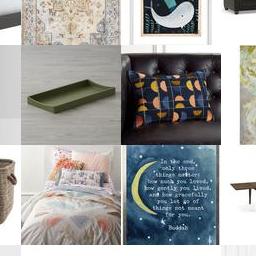 In the end,
only three
things matter:
how much you loved,
how gently you lived,
and how gracefully
you let go of
things not meant
for you.
Buddah